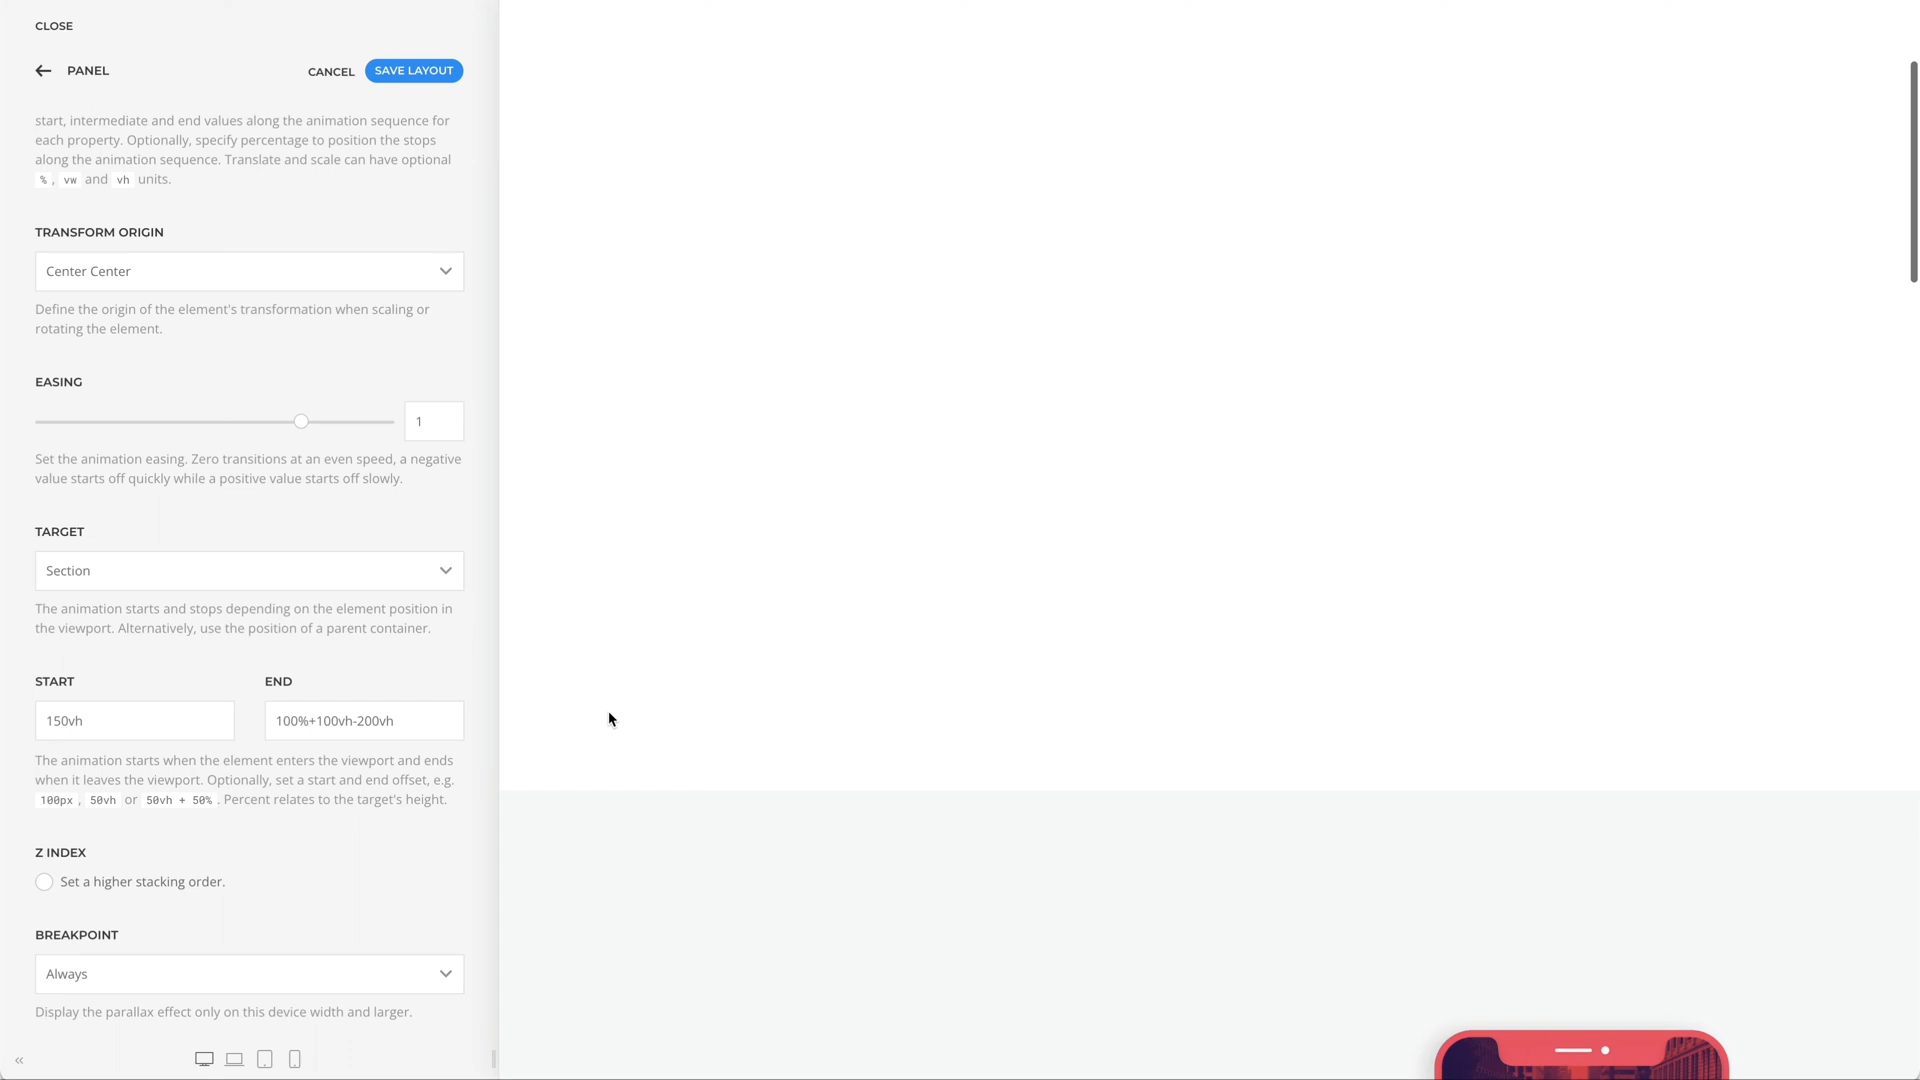 CLOSE
PANEL
CANCEL
SAVE LAYOUT
start, intermediate and end values along the animation sequence for
each property. Optionally, specify percentage to position the stops
along the animation sequence. Translate and scale can have optional
%, vw and vh units.
TRANSFORM ORIGIN
Center Center
Define the origin of the element's transformation when scaling or
rotating the element.
EASING
1
Set the animation easing. Zero transitions at an even speed, a negative
value starts off quickly while a positive value starts off slowly.
TARGET
Section
The animation starts and stops depending on the element position in
the viewport. Alternatively, use the position of a parent container.
START
END
150vh
100%+100vh-200vh
The animation starts when the element enters the viewport and ends
when it leaves the viewport. Optionally, set a start and end offset, e.g.
100px, 50vh or 50vh + 50%. Percent relates to the target's height.
Z INDEX
Set a higher stacking order.
BREAKPOINT
Always
Display the parallax effect only on this device width and larger.